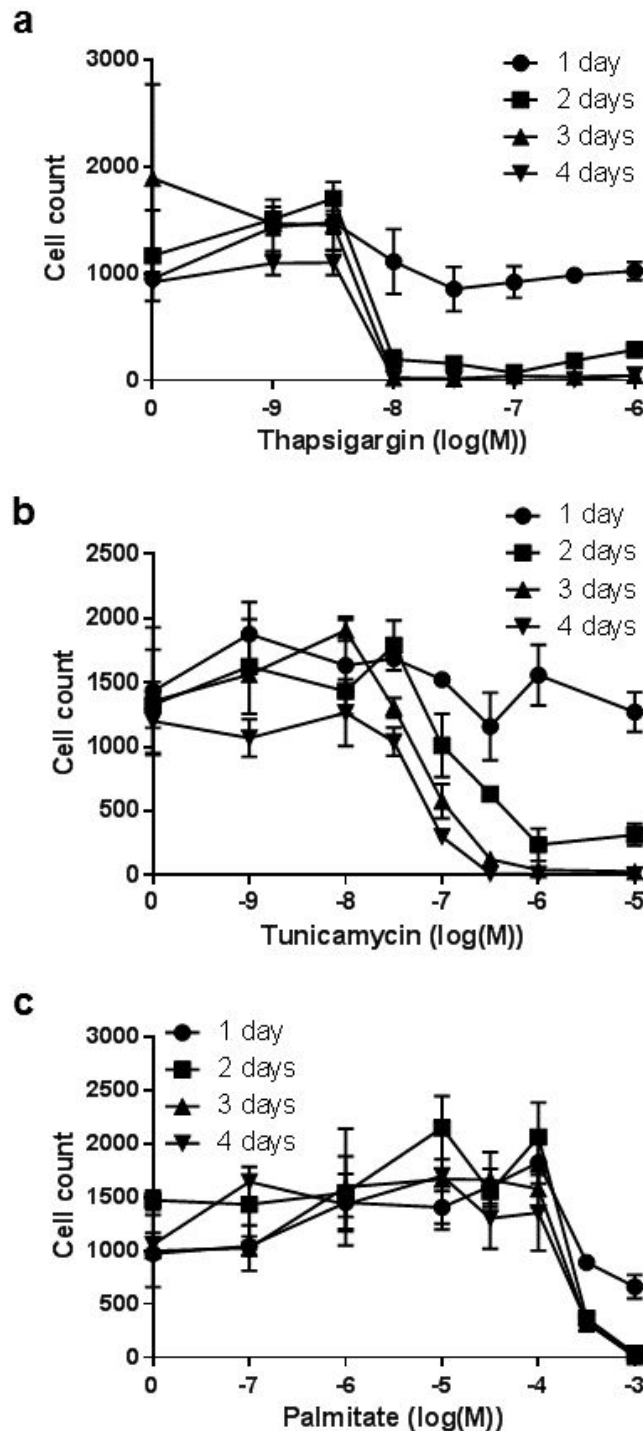 a
3000
2000
1000
0
Cell count
1 day
2 days
3 days
4 days
0 -9 -8 -7 -6
Thapsigargin (log(M))
b
2500
2000
1500
1000
500
0
Cell count
1 day
2 days
3 days
4 days
0 -9 -8 -7 -6 -5
Tunicamycin (log(M))
c
3000
2500
2000
1500
1000
500
0
Cell count
1 day
2 days
3 days
4 days
0 -7 -6 -5 -4 -3
Palmitate (log(M))